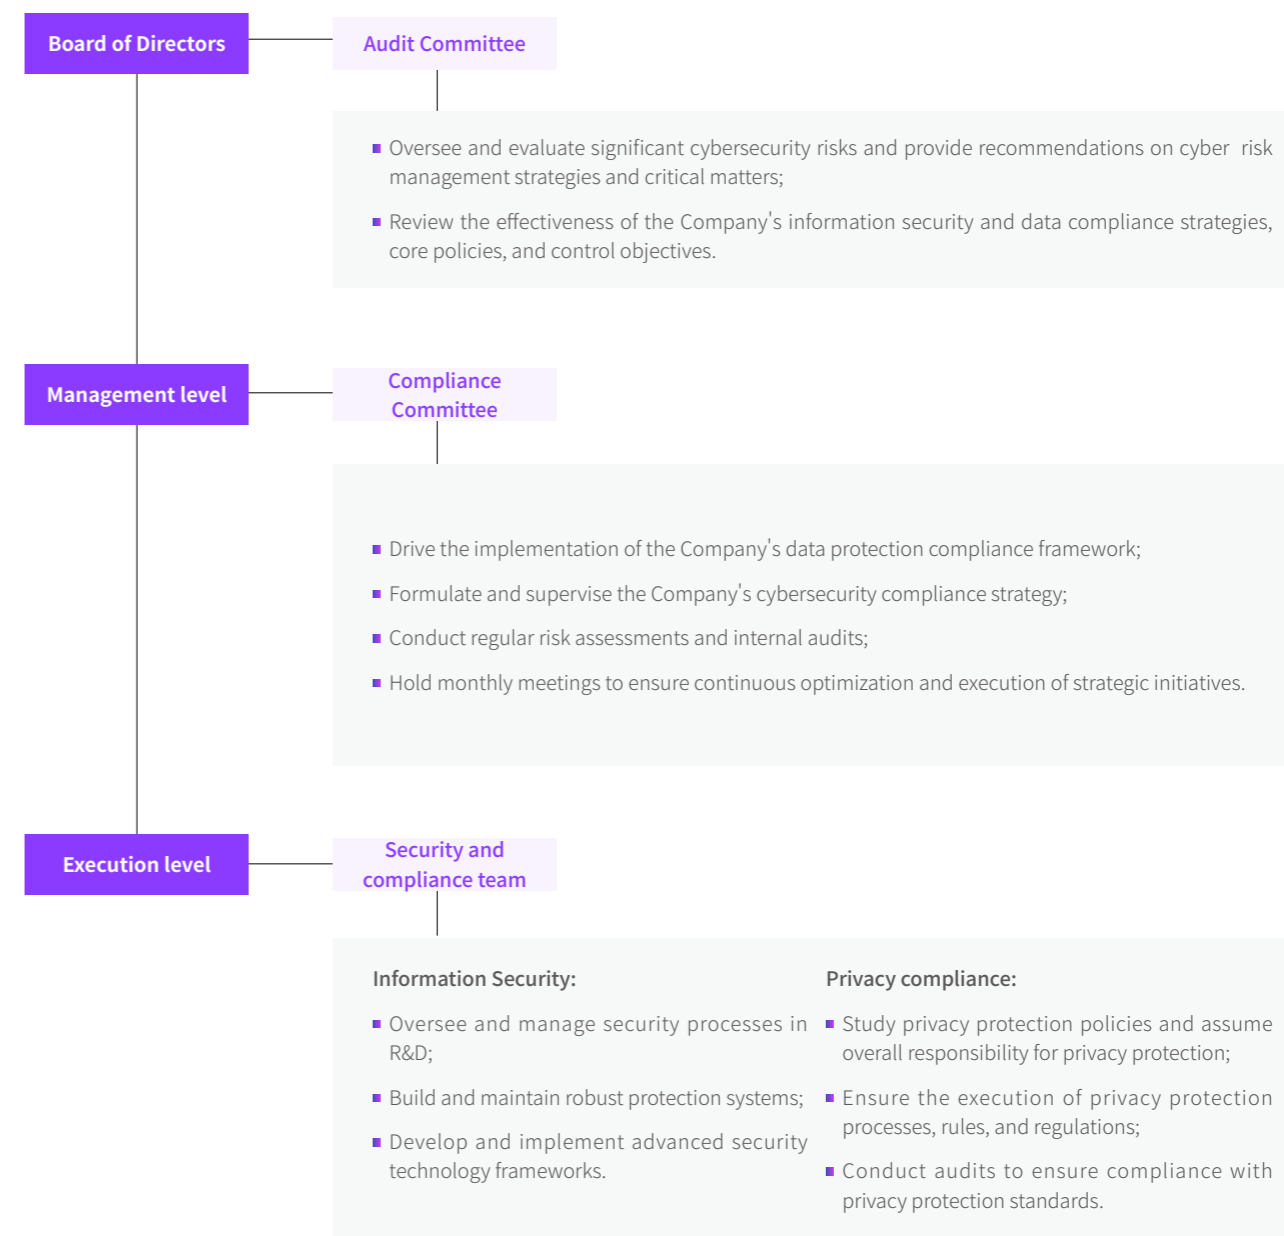 Board of Directors
Audit Committee
Oversee and evaluate significant cybersecurity risks and provide recommendations on cyber risk
management strategies and critical matters;
Review the effectiveness of the Company's information security and data compliance strategies,
core policies, and control objectives.
Management level
Compliance
Committee
Drive the implementation of the Company's data protection compliance framework;
Formulate and supervise the Company's cybersecurity compliance strategy;
Conduct regular risk assessments and internal audits;
Hold monthly meetings to ensure continuous optimization and execution of strategic initiatives.
Execution level
Security and
compliance team
Information Security:
Oversee and manage security processes in
R&D;
Build and maintain robust protection systems;
Develop and implement advanced security
technology frameworks.
Privacy compliance:
Study privacy protection policies and assume
overall responsibility for privacy protection;
Ensure the execution of privacy protection
processes, rules, and regulations;
Conduct audits to ensure compliance with
privacy protection standards.